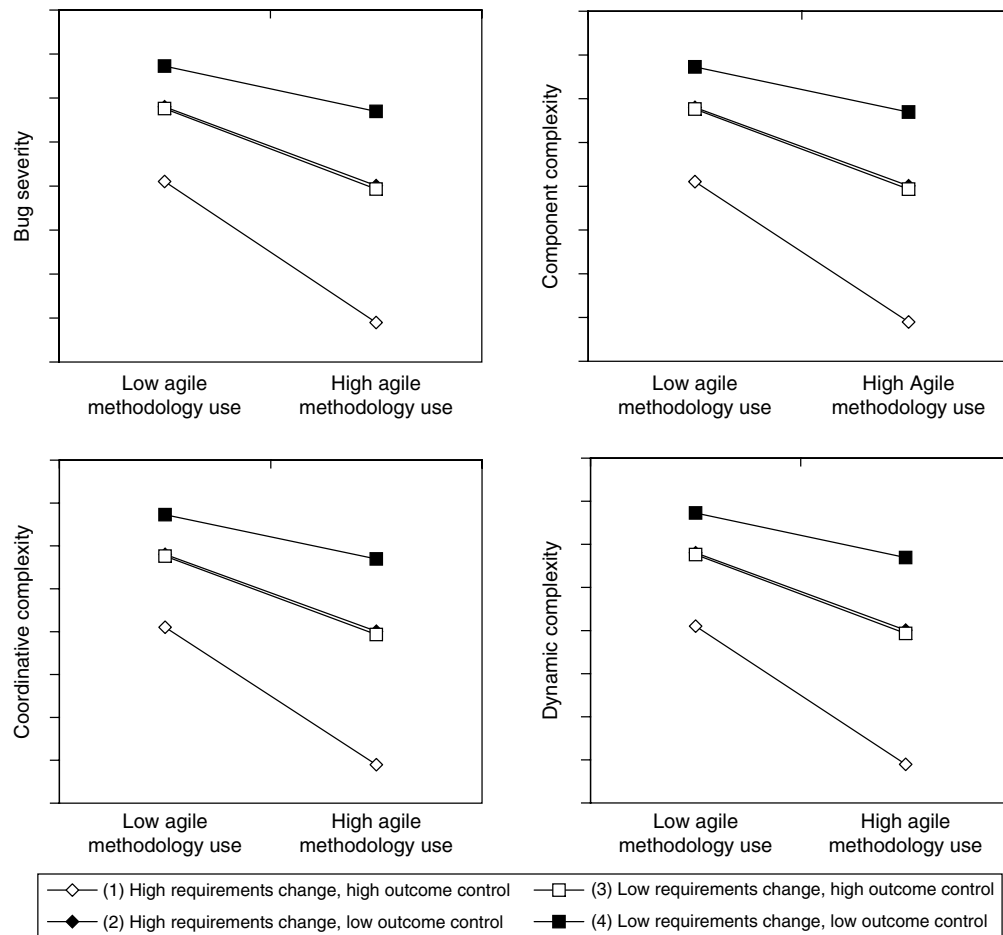 Bug severity
Low agile
methodology use
High agile
methodology use
Component complexity
Low agile
methodology use
High Agile
methodology use
Coordinative complexity
Low agile
methodology use
High agile
methodology use
Dynamic complexity
Low agile
methodology use
High agile
methodology use
(1) High requirements change, high outcome control
(2) High requirements change, low outcome control
(3) Low requirements change, high outcome control
(4) Low requirements change, low outcome control